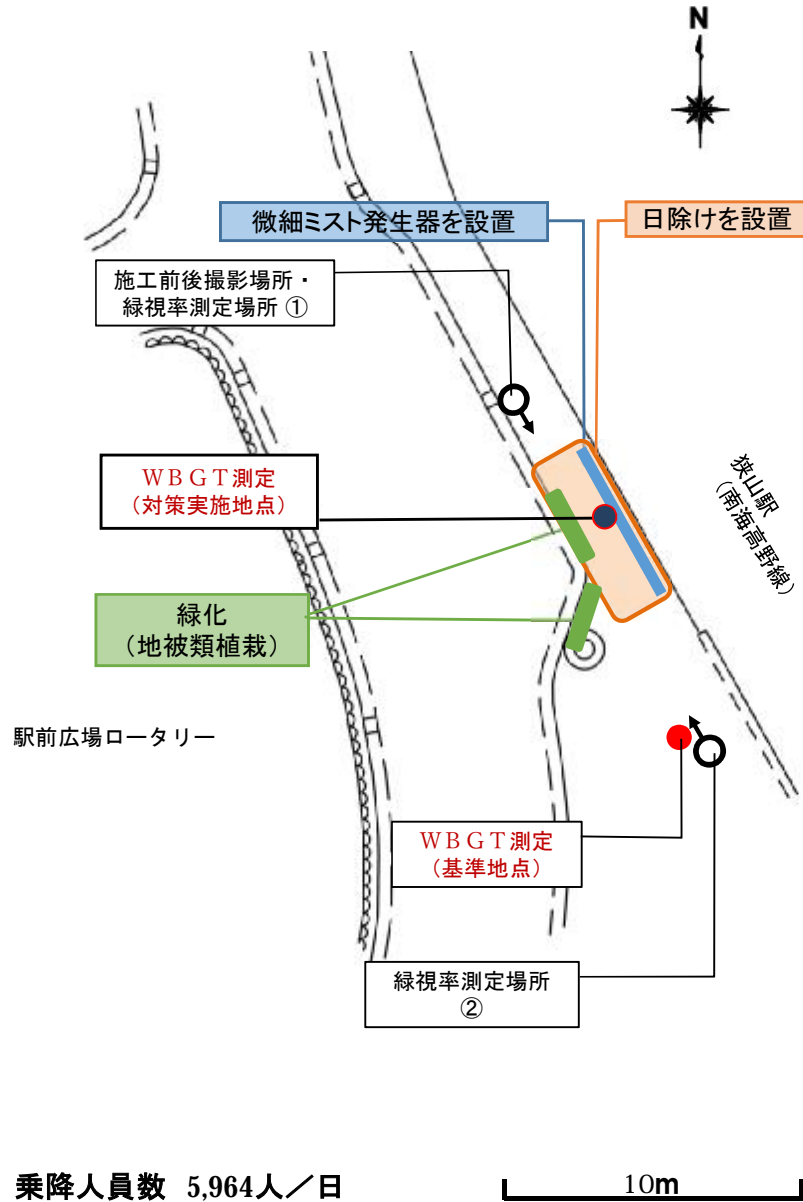 N
微細ミスト発生器を設置
日除けを設置
施工前後撮影場所・
緑視率測定場所 ①
WBGT測定
（対策実施地点）
狭山駅
（南海高野線）
緑化
（地被類植栽）
駅前広場ロータリー
WBGT測定
（基準地点）
緑視率測定場所
②
乗降人員数 5,964人／日
10m